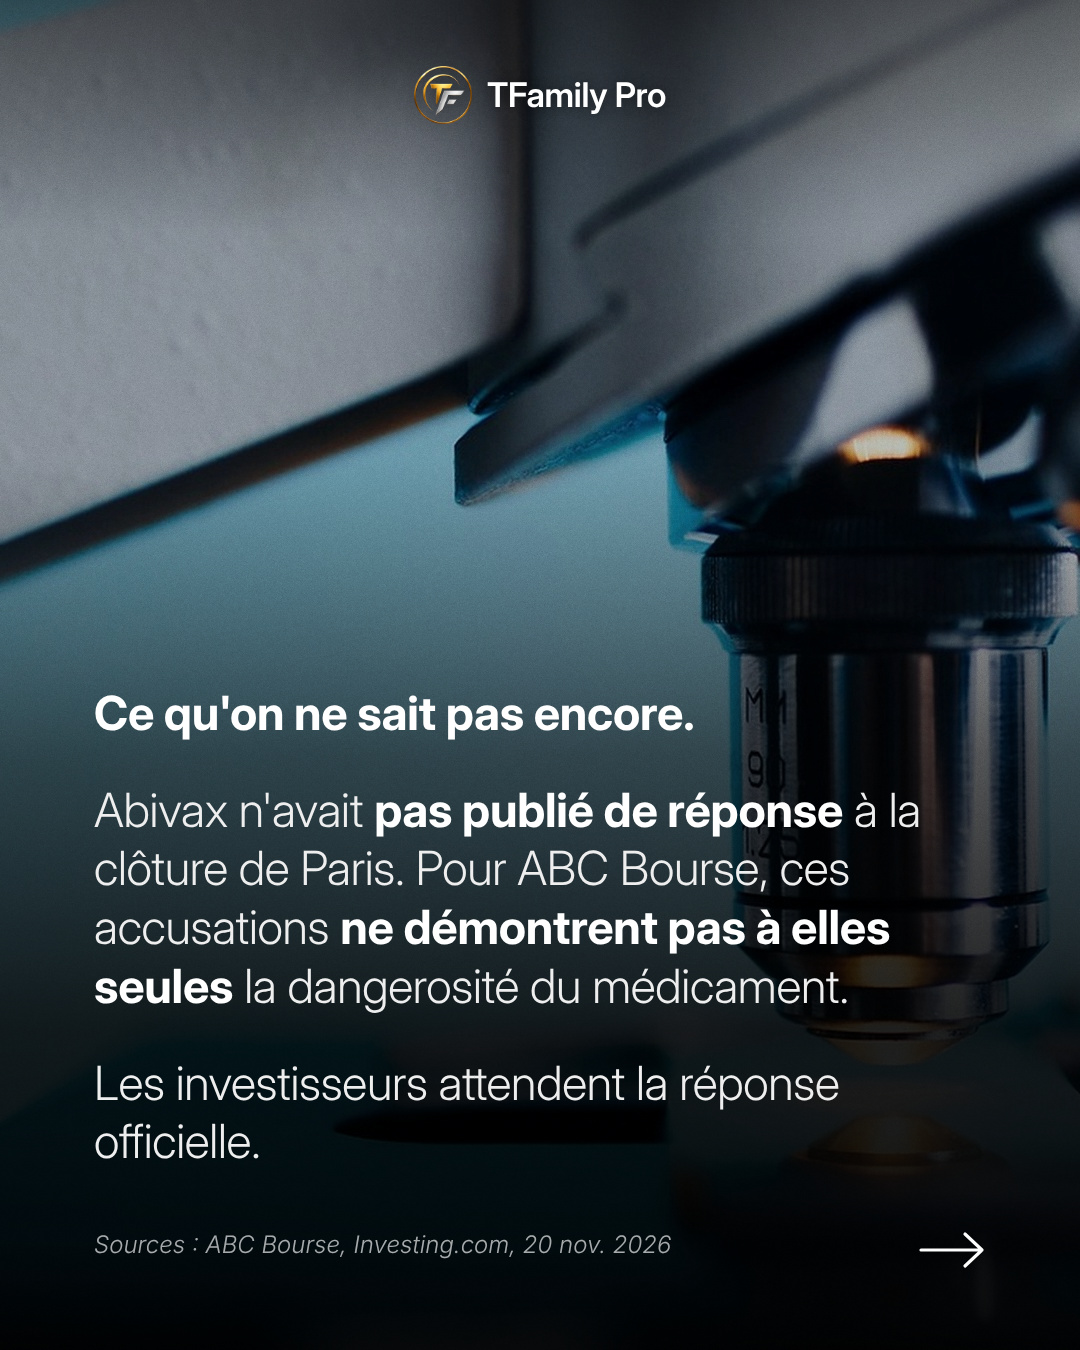 TFamily Pro
Ce qu'on ne sait pas encore.
Abivax n'avait pas publié de réponse à la
clôture de Paris. Pour ABC Bourse, ces
accusations ne démontrent pas à elles
seules la dangerosité du médicament.
Les investisseurs attendent la réponse
officielle.
Sources : ABC Bourse, Investing.com, 20 nov. 2026